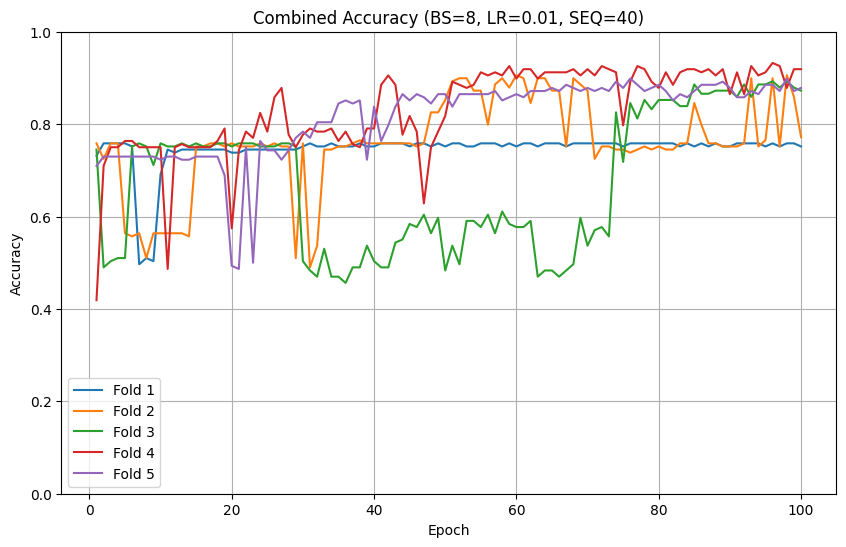 Combined Accuracy (BS=8, LR=0.01, SEQ=40)
1.0
0.8
0.6
0.4
0.2
0.0
Accuracy
Fold 1
Fold 2
Fold 3
Fold 4
Fold 5
0 20 40 60 80 100
Epoch